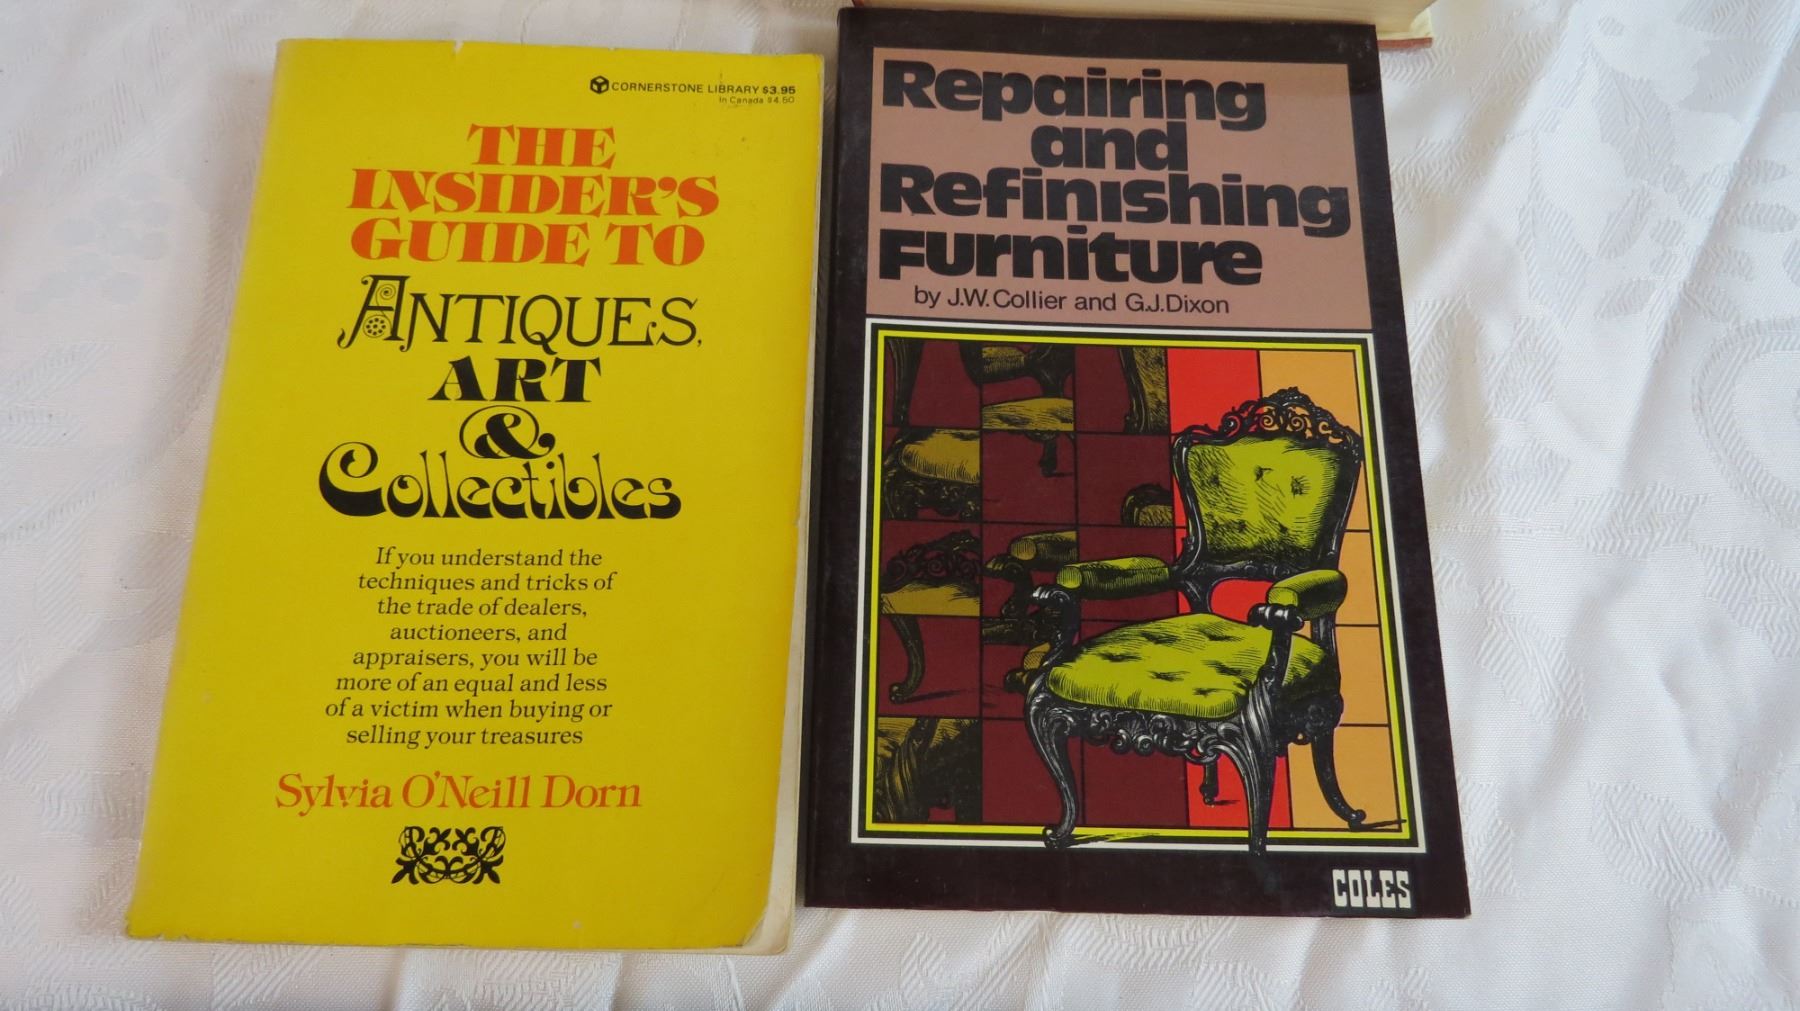 CORNERSTONE LIBRARY $3.95
In Canada $4.50
THE
INSIDER'S
GUIDE TO
ANTIQUES,
ART
&
Collectibles
If you understand the
techniques and tricks of
the trade of dealers,
auctioneers, and
appraisers, you will be
more of an equal and less
of a victim when buying or
selling your treasures
Sylvia O'Neill Dorn
Repairing
and
Refinishing
Furniture
by J.W. Collier and G.J. Dixon
COLES